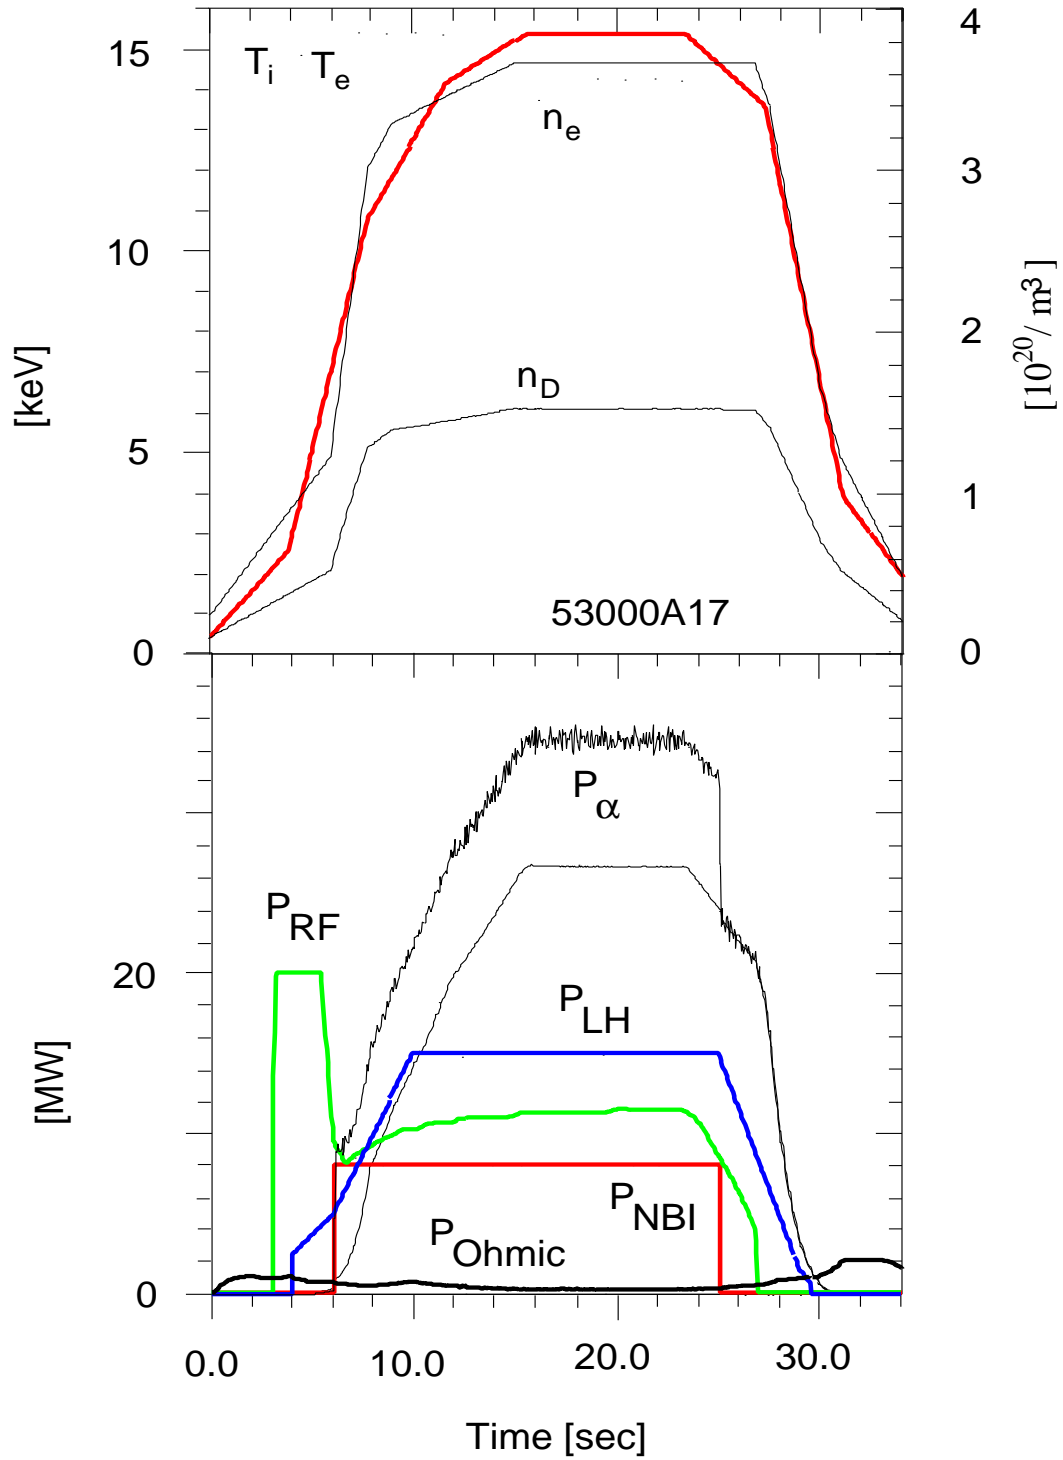 4
15
T_i T_e
n_e
3
10
[keV]
2
[10^20/ m^3 ]
n_D
5
1
53000A17
0
0
P_α
P_RF
20
P_LH
[MW]
P_NBI
P_Ohmic
0
0.0 10.0 20.0 30.0
Time [sec]